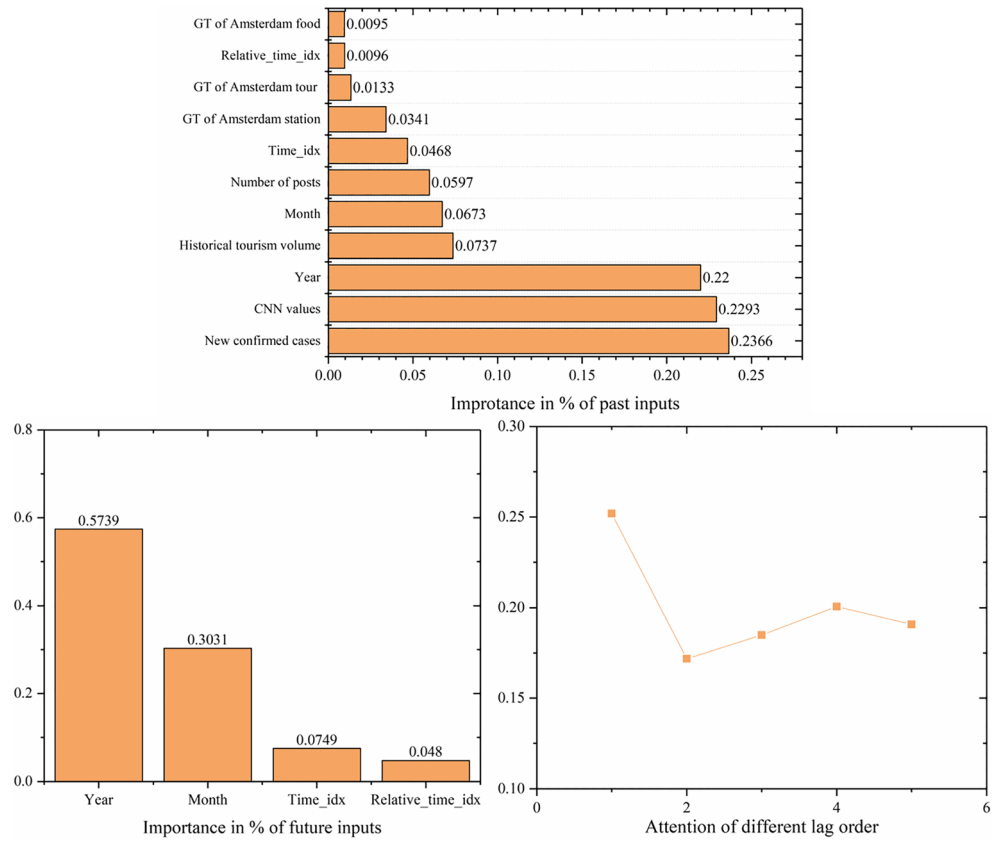 GT of Amsterdam food 0.0095
Relative_time_idx 0.0096
GT of Amsterdam tour 0.0133
GT of Amsterdam station 0.0341
Time_idx 0.0468
Number of posts 0.0597
Month 0.0673
Historical tourism volume 0.0737
Year 0.22
CNN values 0.2293
New confirmed cases 0.2366
0.00 0.05 0.10 0.15 0.20 0.25
Improtance in % of past inputs
0.8
0.6
0.4
0.2
0.0
0.5739
0.3031
0.0749
0.048
Year Month Time_idx Relative_time_idx
Importance in % of future inputs
0.30
0.25
0.20
0.15
0.10
0 2 4 6
Attention of different lag order